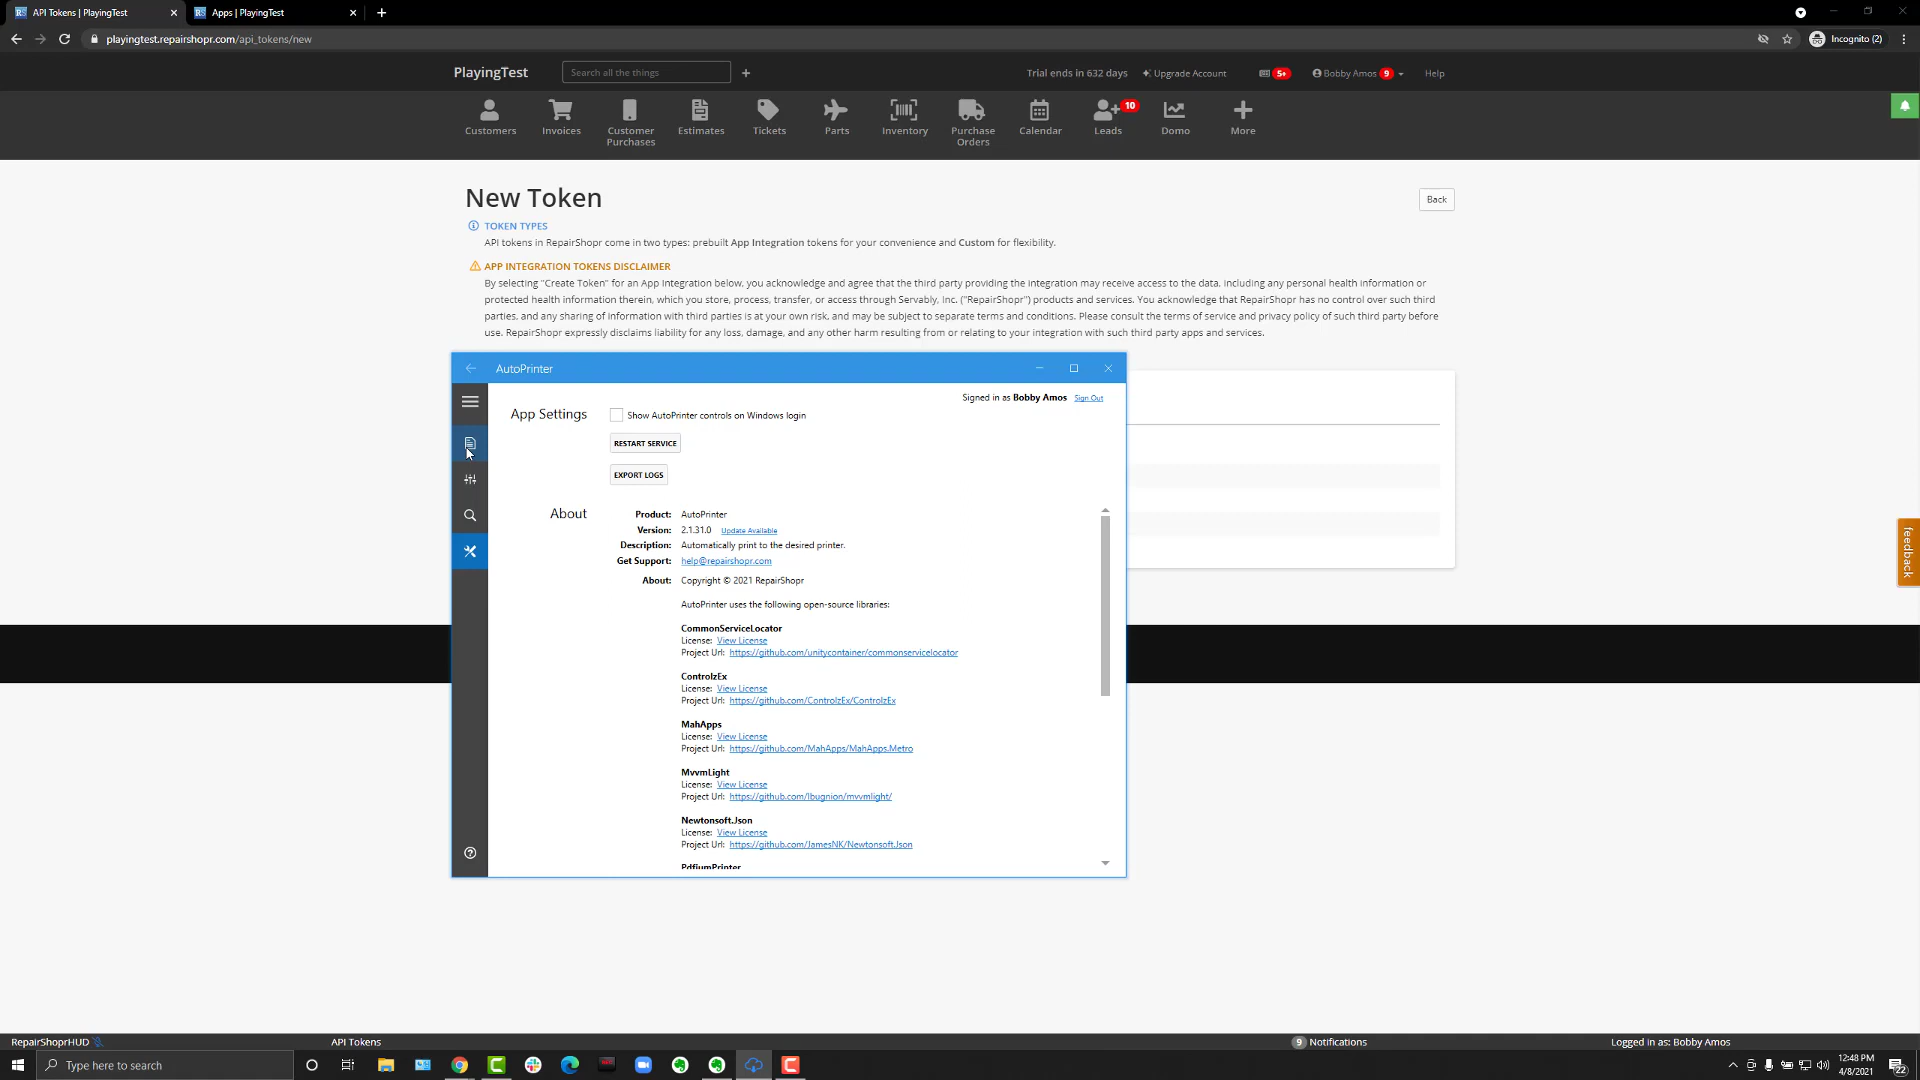 API Tokens | PlayingTest
Apps | PlayingTest
playingtest.repairshopr.com/api_tokens/new
Incognito (2)
PlayingTest
Search all the things
Trial ends in 632 days
Upgrade Account
5+
Bobby Amos 9
Help
Customers
Invoices
Customer Purchases
Estimates
Tickets
Parts
Inventory
Purchase Orders
Calendar
Leads
10
Domo
More
New Token
Back
TOKEN TYPES
API tokens in RepairShopr come in two types: prebuilt App Integration tokens for your convenience and Custom for flexibility.
APP INTEGRATION TOKENS DISCLAIMER
By selecting "Create Token" for an App Integration below, you acknowledge and agree that the third party providing the integration may receive access to the data, including any personal health information or
protected health information therein, which you store, process, transfer, or access through Servably, Inc. ("RepairShopr") products and services. You acknowledge that RepairShopr has no control over such third
parties, and any sharing of information with third parties is at your own risk, and may be subject to separate terms and conditions. Please consult the terms of service and privacy policy of such third party before
use. RepairShopr expressly disclaims liability for any loss, damage, and any other harm resulting from or relating to your integration with such third party apps and services.
AutoPrinter
Signed in as Bobby Amos Sign Out
App Settings
Show AutoPrinter controls on Windows login
RESTART SERVICE
EXPORT LOGS
About
Product: AutoPrinter
Version: 2.1.31.0 Update Available
Description: Automatically print to the desired printer.
Get Support: help@repairshopr.com
About: Copyright © 2021 RepairShopr
AutoPrinter uses the following open-source libraries:
CommonServiceLocator
License: View License
Project Url: https://github.com/unitycontainer/commonservicelocator
ControlzEx
License: View License
Project Url: https://github.com/ControlzEx/ControlzEx
MahApps
License: View License
Project Url: https://github.com/MahApps/MahApps.Metro
MvvmLight
License: View License
Project Url: https://github.com/lbugnion/mvvmlight/
Newtonsoft.Json
License: View License
Project Url: https://github.com/JamesNK/Newtonsoft.Json
PdfiumPrinter
feedback
RepairShoprHUD
API Tokens
9 Notifications
Logged in as: Bobby Amos
Type here to search
12:48 PM
4/8/2021
22